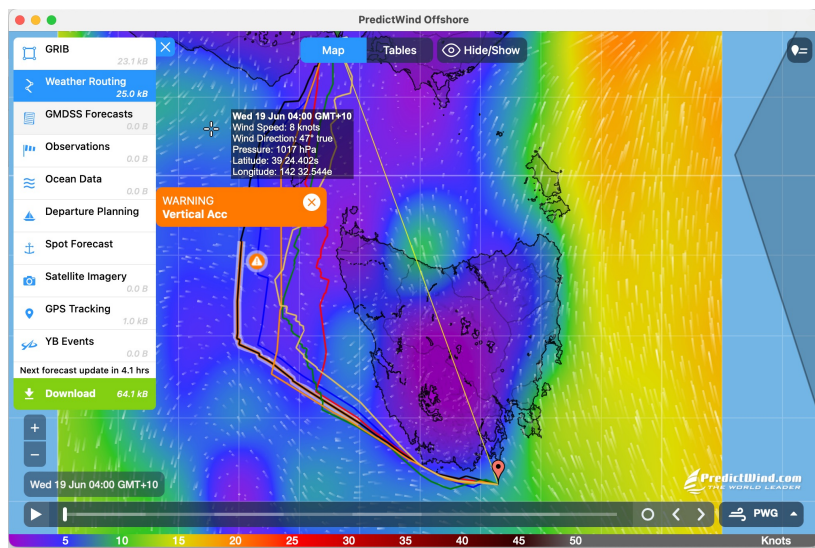 PredictWind Offshore
GRIB
23.1 kB
Weather Routing
25.0 kB
GMDSS Forecasts
0.0 B
Observations
0.0 B
Ocean Data
0.0 B
Departure Planning
Spot Forecast
Satellite Imagery
0.0 B
GPS Tracking
1.0 kB
YB Events
0.0 B
Next forecast update in 4.1 hrs
Download 64.1 kB
Map Tables Hide/Show
Wed 19 Jun 04:00 GMT+10
Wind Speed: 8 knots
Wind Direction: 47° true
Pressure: 1017 hPa
Latitude: 39 24.402s
Longitude: 142 32.544e
WARNING
Vertical Acc
+
−
Wed 19 Jun 04:00 GMT+10
PredictWind.com
THE WORLD LEADER
PWG
5 10 15 20 25 30 35 40 45 50 Knots